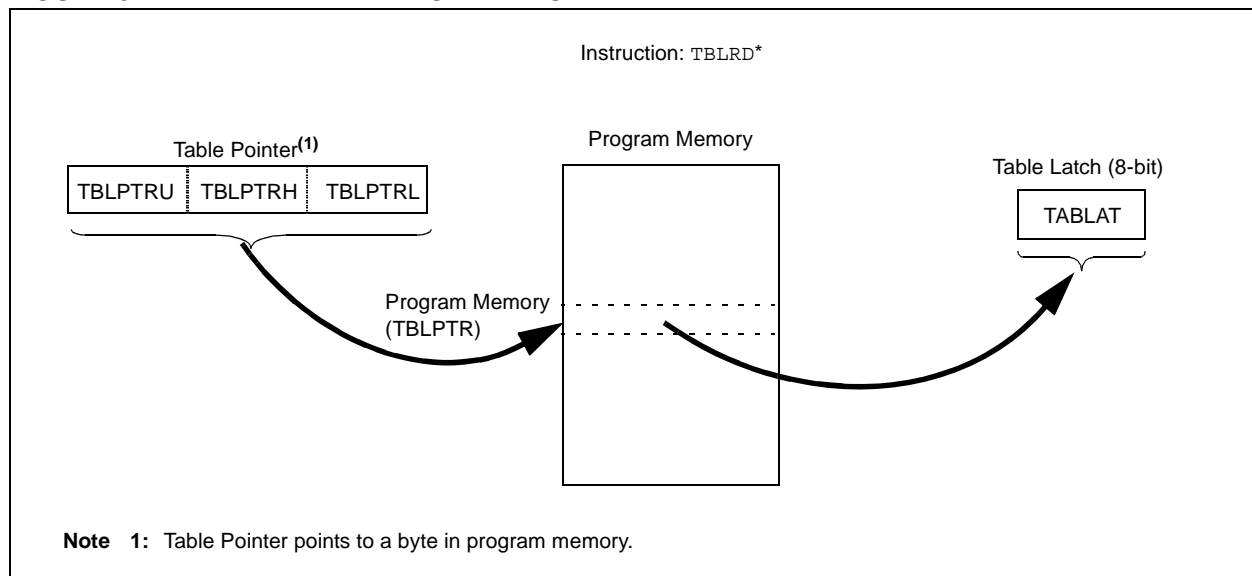 Instruction: TBLRD*
Program Memory
Table Pointer(1)
Table Latch (8-bit)
TBLPTRU TBLPTRH TBLPTRL
TABLAT
Program Memory
(TBLPTR)
Note 1: Table Pointer points to a byte in program memory.